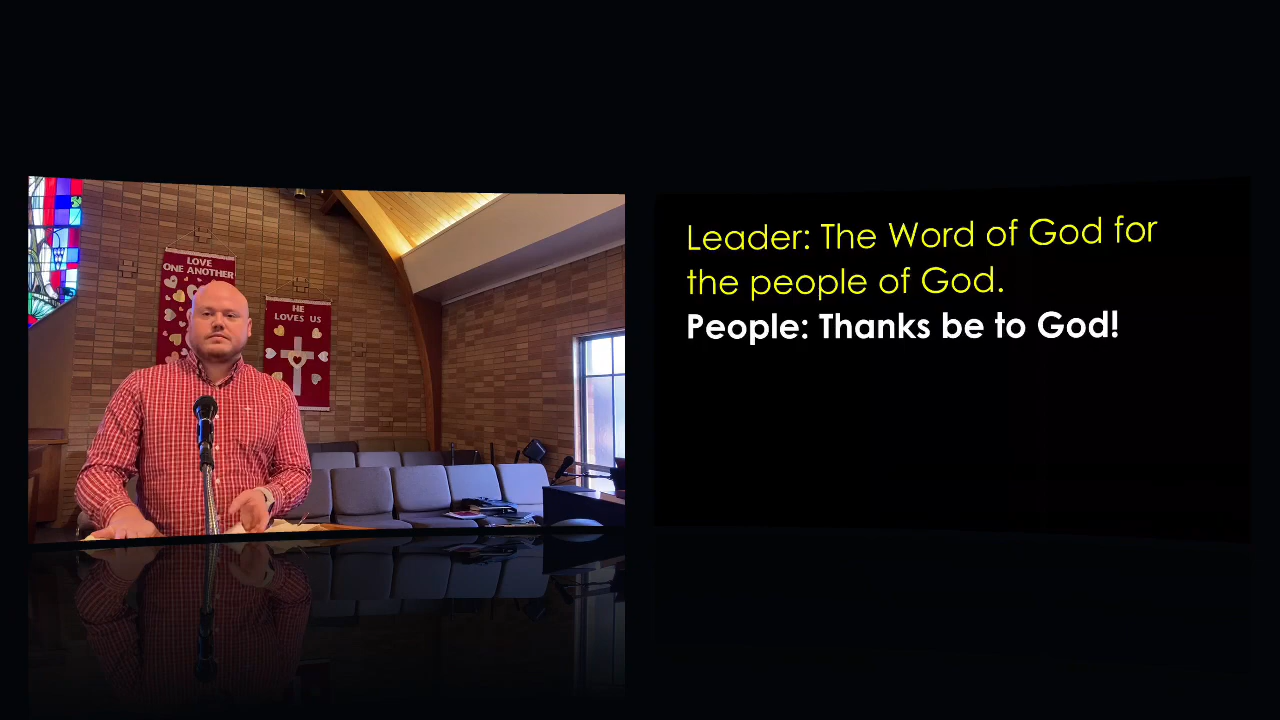 LOVE
ONE ANOTHER
HE
LOVES US
Leader: The Word of God for
the people of God.
People: Thanks be to God!